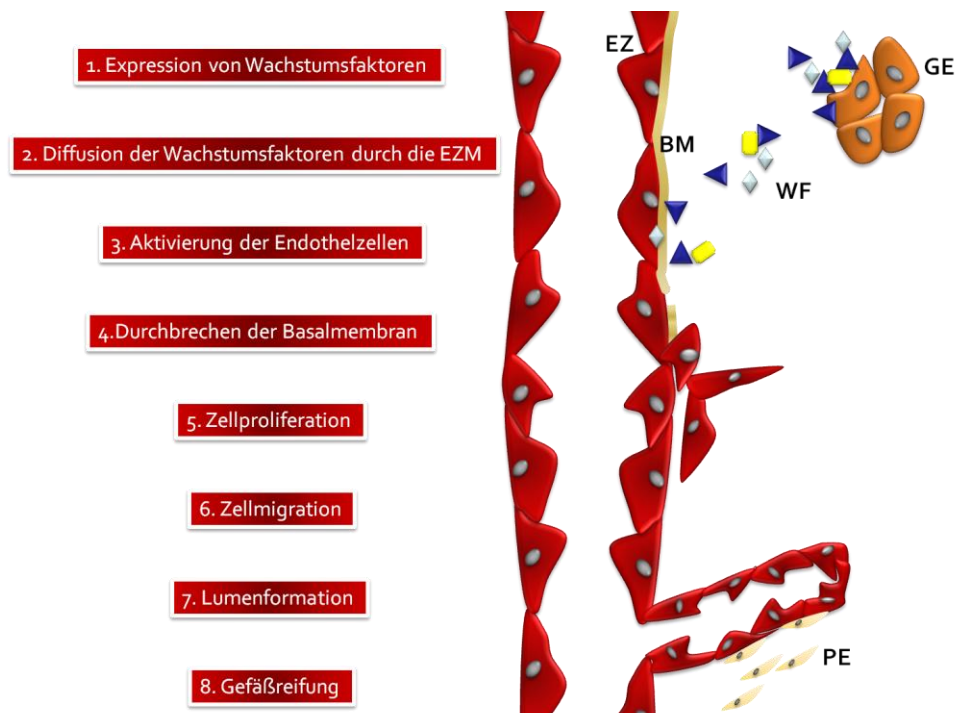 1. Expression von Wachstumsfaktoren
EZ
GE
2. Diffusion der Wachstumsfaktoren durch die EZM
BM
WF
3. Aktivierung der Endothelzellen
4.Durchbrechen der Basalmembran
5. Zellproliferation
6. Zellmigration
7. Lumenformation
PE
8. Gefäßreifung